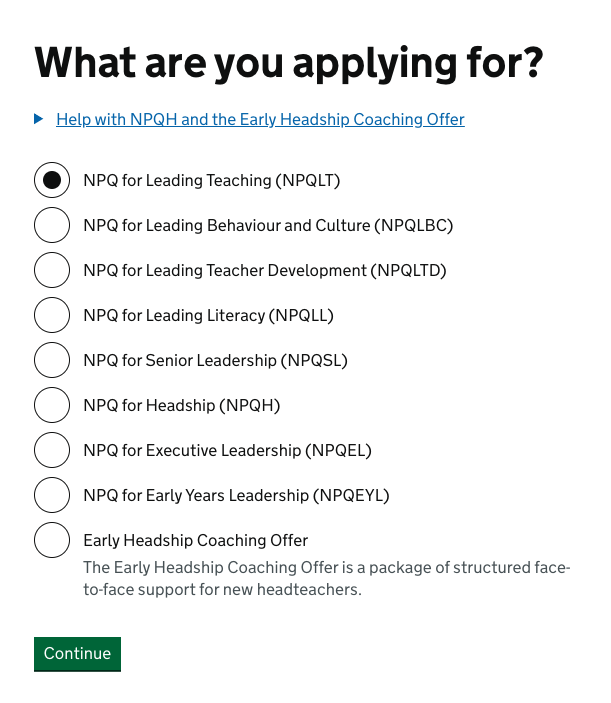 What are you applying for?
Help with NPQH and the Early Headship Coaching Offer
NPQ for Leading Teaching (NPQLT)
NPQ for Leading Behaviour and Culture (NPQLBC)
NPQ for Leading Teacher Development (NPQLTD)
NPQ for Leading Literacy (NPQLL)
NPQ for Senior Leadership (NPQSL)
NPQ for Headship (NPQH)
NPQ for Executive Leadership (NPQEL)
NPQ for Early Years Leadership (NPQEYL)
Early Headship Coaching Offer
The Early Headship Coaching Offer is a package of structured face-
to-face support for new headteachers.
Continue